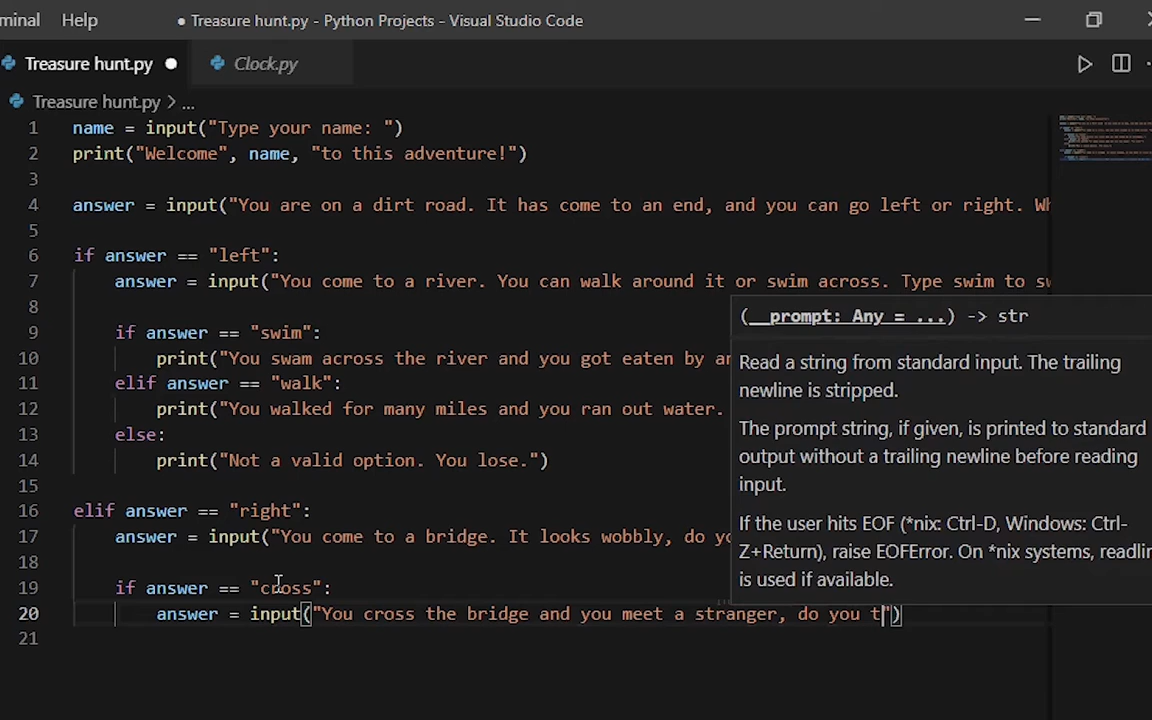 minal Help ● Treasure hunt.py - Python Projects - Visual Studio Code
Treasure hunt.py ● Clock.py
Treasure hunt.py > ...
1 name = input("Type your name: ")
2 print("Welcome", name, "to this adventure!")
3
4 answer = input("You are on a dirt road. It has come to an end, and you can go left or right. Wh
5
6 if answer == "left":
7 answer = input("You come to a river. You can walk around it or swim across. Type swim to sw
8
9 if answer == "swim":
10 print("You swam across the river and you got eaten by an
11 elif answer == "walk":
12 print("You walked for many miles and you ran out water.
13 else:
14 print("Not a valid option. You lose.")
15
16 elif answer == "right":
17 answer = input("You come to a bridge. It looks wobbly, do yo
18
19 if answer == "cross":
20 answer = input("You cross the bridge and you meet a stranger, do you t")
21
(__prompt: Any = ...) -> str
Read a string from standard input. The trailing
newline is stripped.
The prompt string, if given, is printed to standard
output without a trailing newline before reading
input.
If the user hits EOF (*nix: Ctrl-D, Windows: Ctrl-
Z+Return), raise EOFError. On *nix systems, readlin
is used if available.